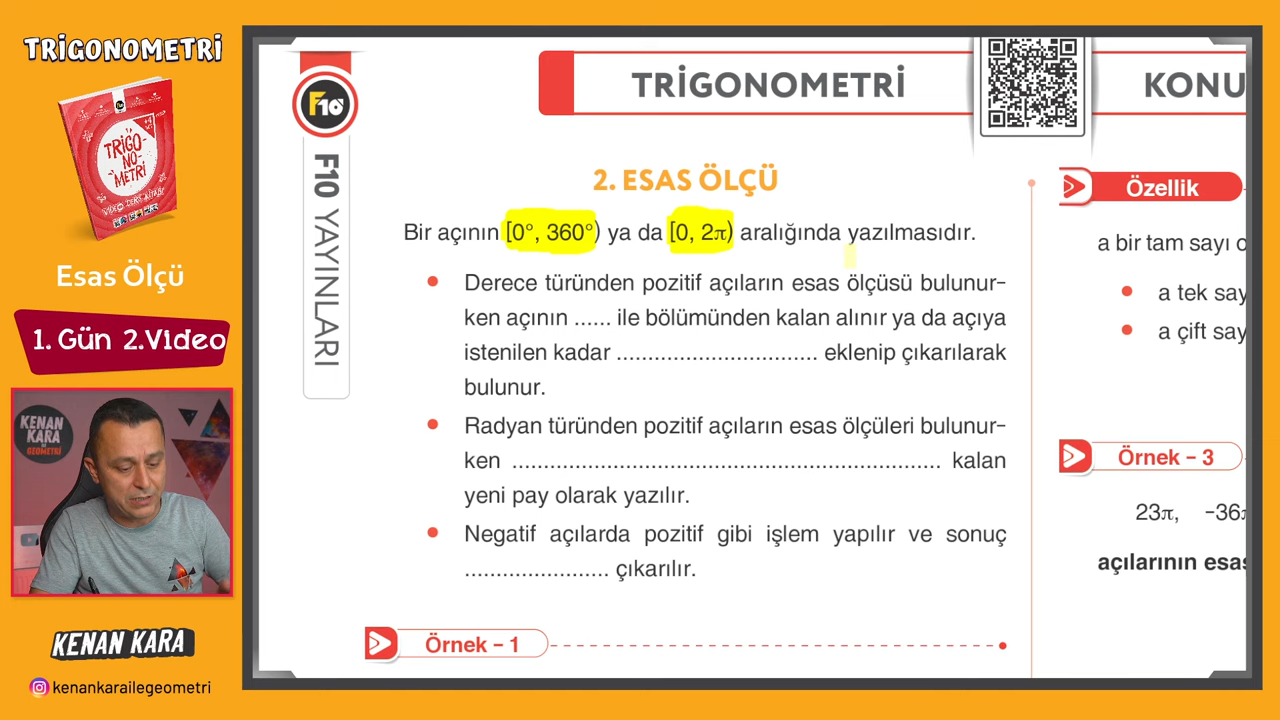 TRİGONOMETRİ
F10
TRİGO-
NO-
METRİ
Esas Ölçü
1. Gün 2.Video
KENAN
KARA
GEOMETRİ
KENAN KARA
kenankarailegeometri
F10
F10 YAYINLARI
TRİGONOMETRİ
KONU
2. ESAS ÖLÇÜ
Bir açının [0°, 360°) ya da [0, 2π) aralığında yazılmasıdır.
• Derece türünden pozitif açıların esas ölçüsü bulunur-
ken açının ...... ile bölümünden kalan alınır ya da açıya
istenilen kadar ................................ eklenip çıkarılarak
bulunur.
• Radyan türünden pozitif açıların esas ölçüleri bulunur-
ken .................................................................... kalan
yeni pay olarak yazılır.
• Negatif açılarda pozitif gibi işlem yapılır ve sonuç
....................... çıkarılır.
Örnek – 1
Özellik
a bir tam sayı o
• a tek say
• a çift say
Örnek – 3
23π, –36π
açılarının esas